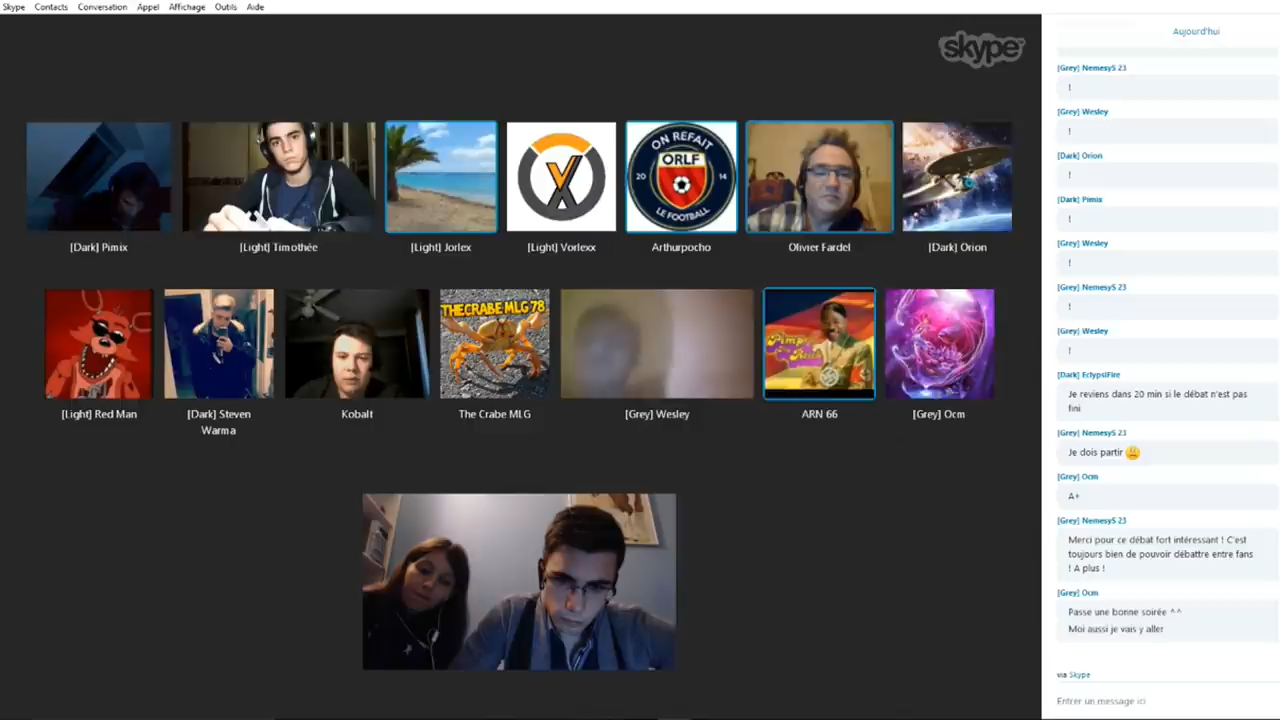 Skype Contacts Conversation Appel Affichage Outils Aide
skype
Aujourd'hui
ON REFAIT
ORLF
20 14
LE FOOTBALL
[Dark] Pimix
[Light] Timothée
[Light] Jorlex
[Light] Vorlexx
Arthurpocho
Olivier Fardel
[Dark] Orion
THECRABE MLG 78
Pimp
[Light] Red Man
[Dark] Steven
Warma
Kobalt
The Crabe MLG
[Grey] Wesley
ARN 66
[Grey] Ocm
[Grey] NemesyS 23
!
[Grey] Wesley
!
[Dark] Orion
!
[Dark] Pimix
!
[Grey] Wesley
!
[Grey] NemesyS 23
!
[Grey] Wesley
!
[Dark] EclypsiFire
Je reviens dans 20 min si le débat n'est pas
fini
[Grey] NemesyS 23
Je dois partir
[Grey] Ocm
A+
[Grey] NemesyS 23
Merci pour ce débat fort intéressant ! C'est
toujours bien de pouvoir débattre entre fans
! A plus !
[Grey] Ocm
Passe une bonne soirée ^^
Moi aussi je vais y aller
via Skype
Entrer un message ici